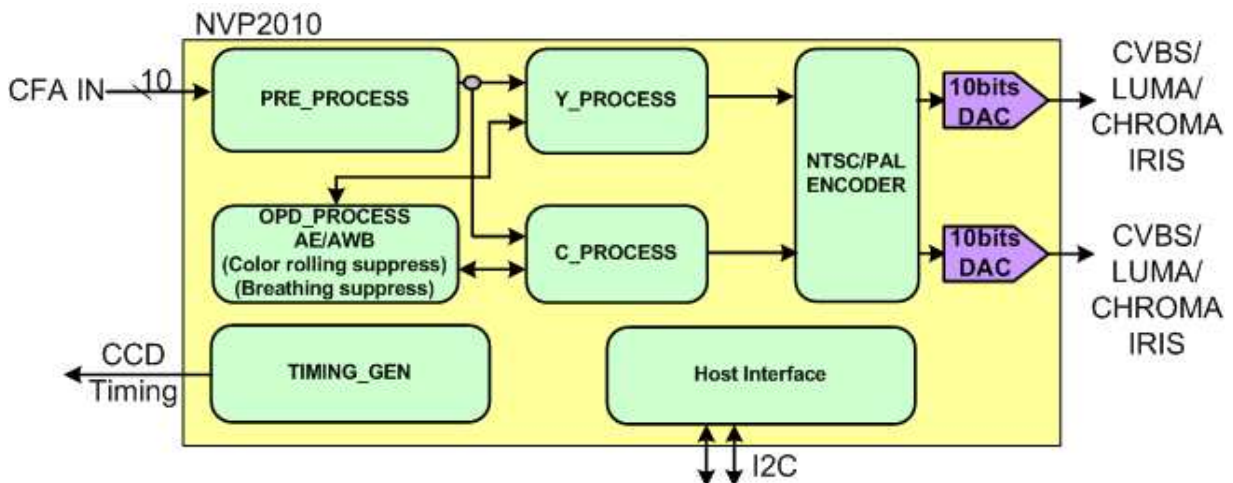 NVP2010
CFA IN
10
PRE_PROCESS
Y_PROCESS
NTSC/PAL
ENCODER
10bits
DAC
CVBS/
LUMA/
CHROMA
IRIS
OPD_PROCESS
AE/AWB
(Color rolling suppress)
(Breathing suppress)
C_PROCESS
10bits
DAC
CVBS/
LUMA/
CHROMA
IRIS
CCD
Timing
TIMING_GEN
Host Interface
I2C